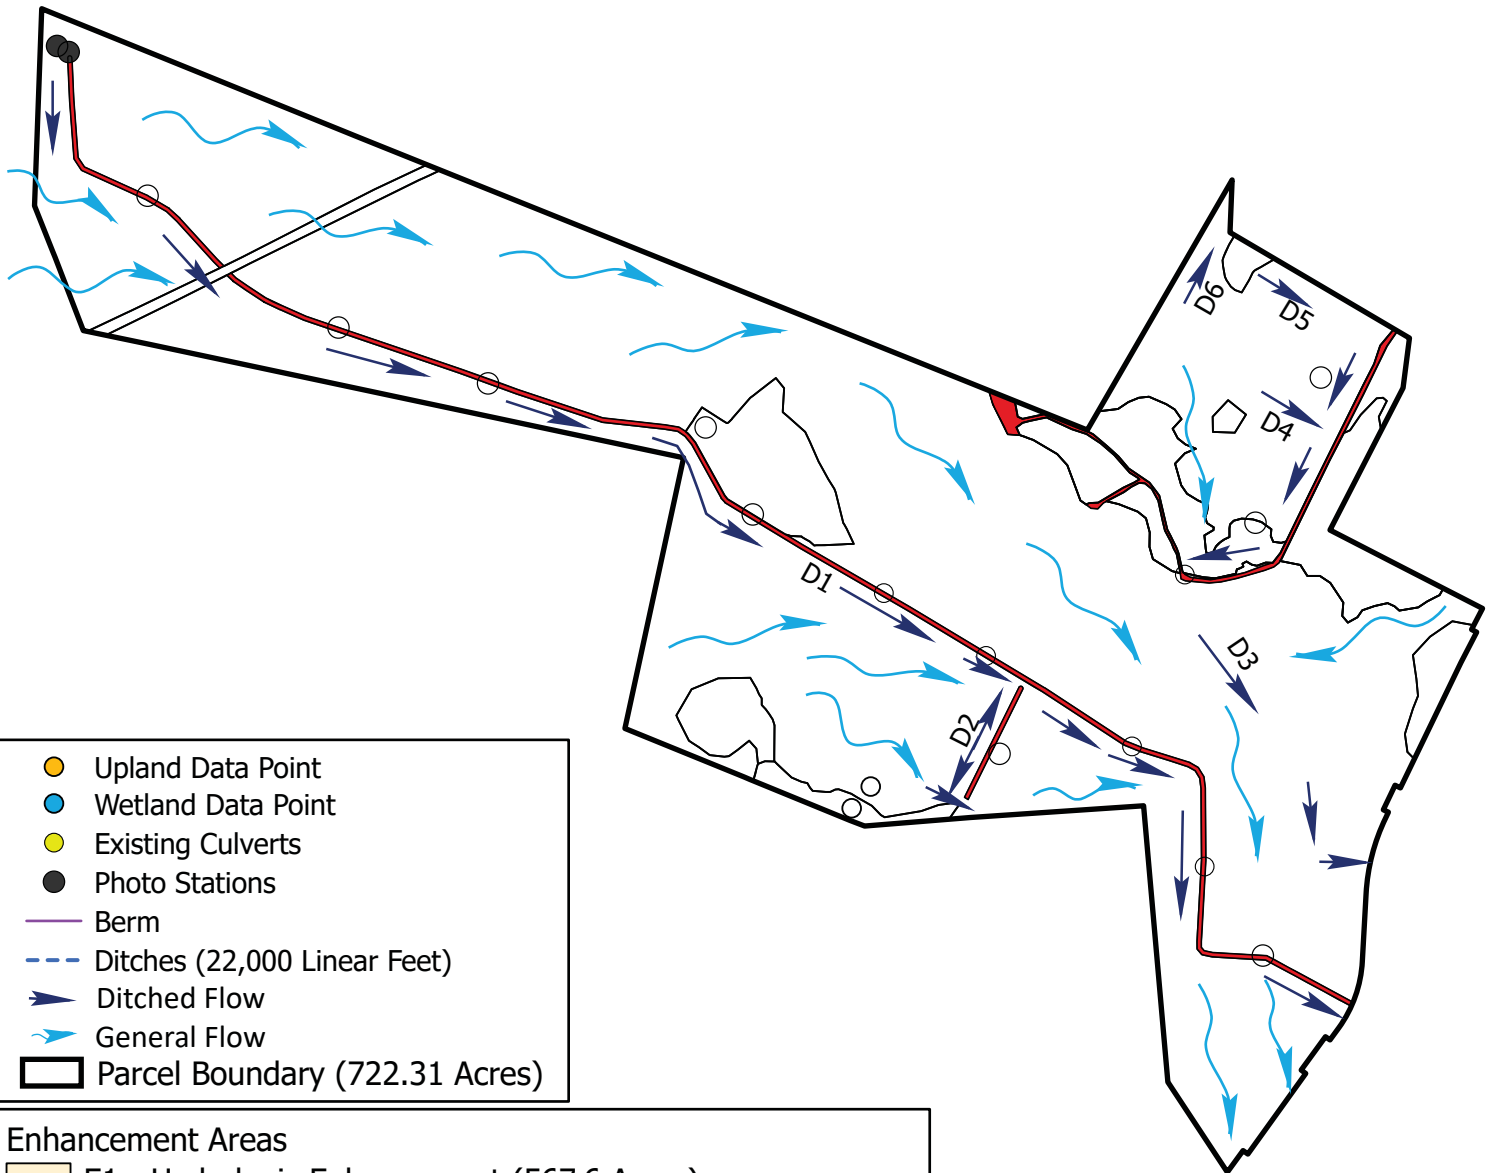 D6
D5
D4
D1
D3
D2
Upland Data Point
Wetland Data Point
Existing Culverts
Photo Stations
Berm
Ditches (22,000 Linear Feet)
Ditched Flow
General Flow
Parcel Boundary (722.31 Acres)
Enhancement Areas